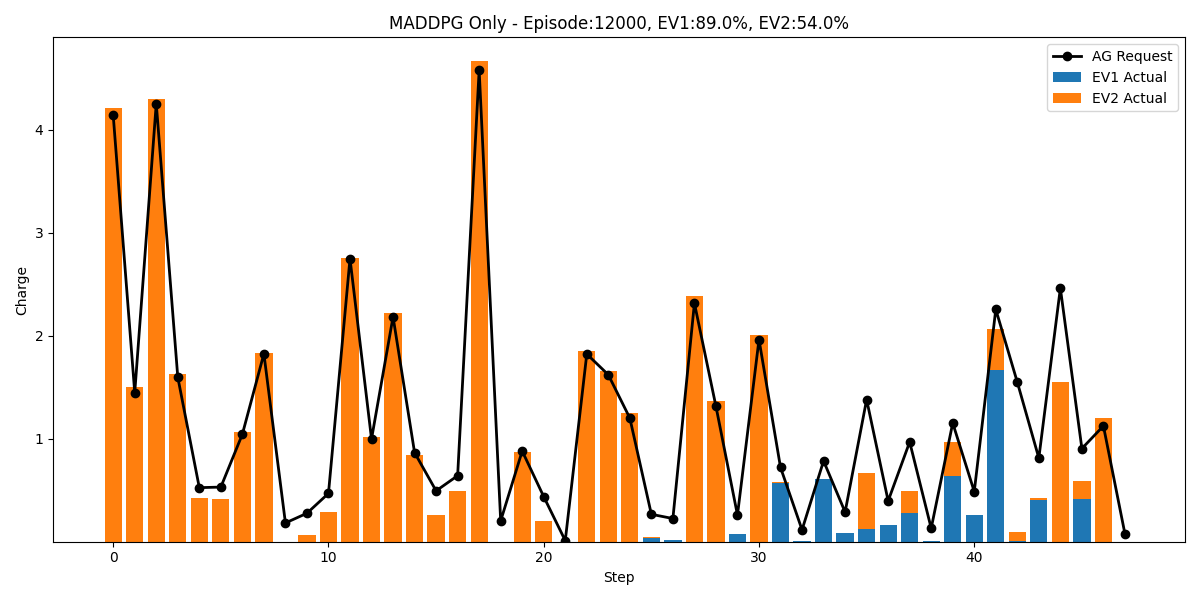 MADDPG Only - Episode:12000, EV1:89.0%, EV2:54.0%
AG Request
EV1 Actual
EV2 Actual
4
3
2
1
Charge
0 10 20 30 40
Step